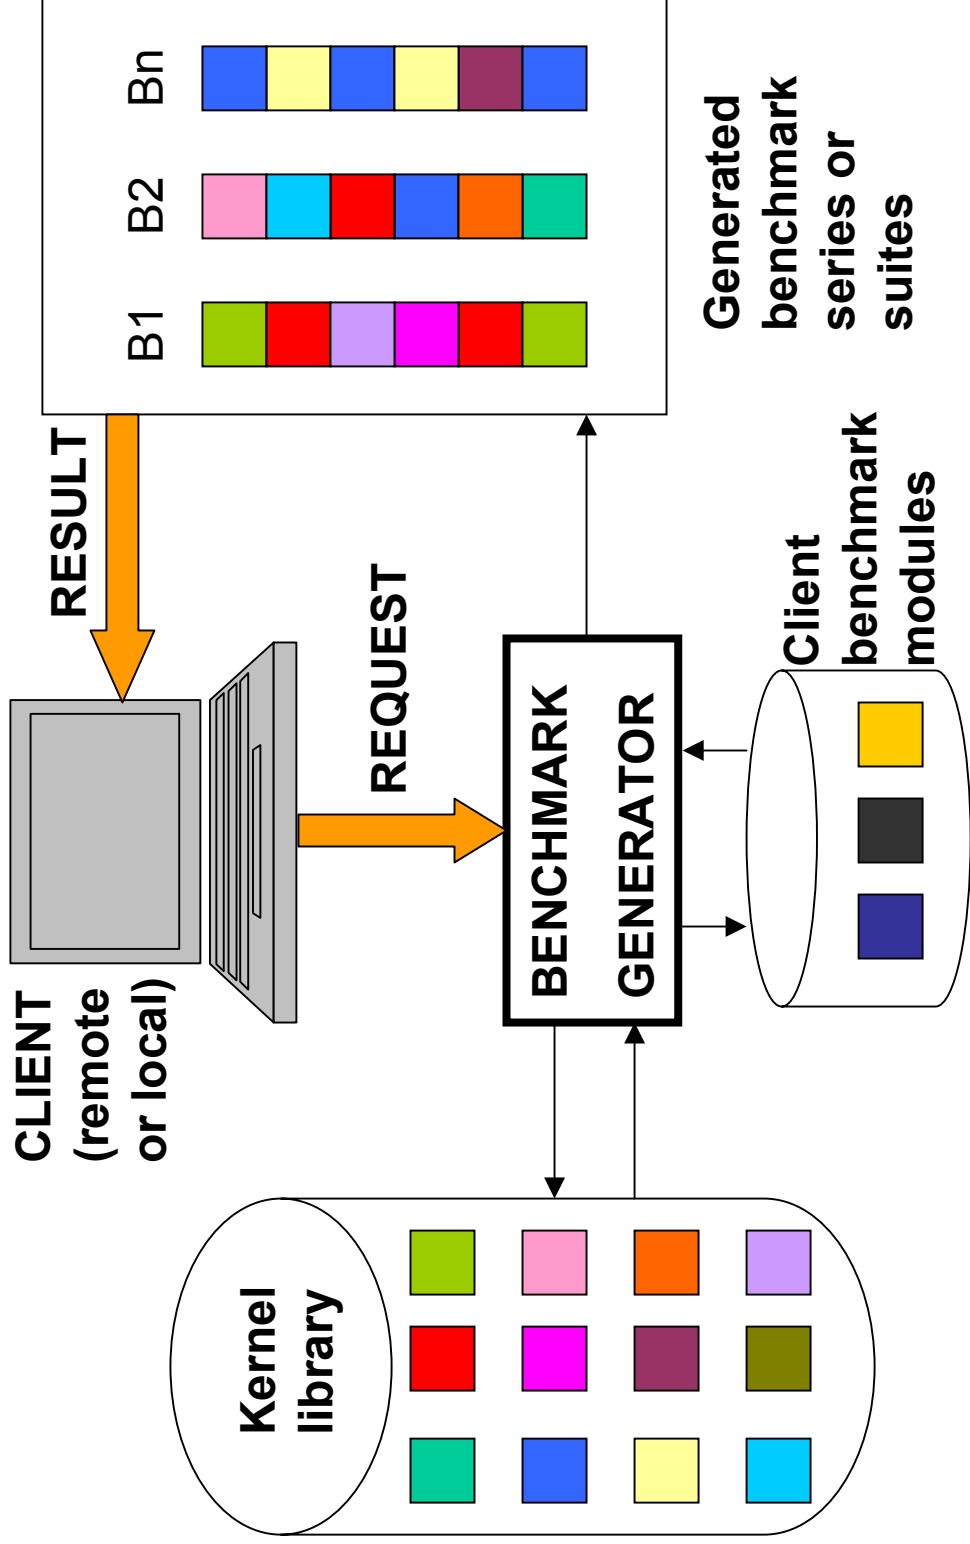 CLIENT
(remote
or local)
RESULT
B1
B2
Bn
REQUEST
Kernel
library
BENCHMARK
GENERATOR
Generated
benchmark
series or
suites
Client
benchmark
modules